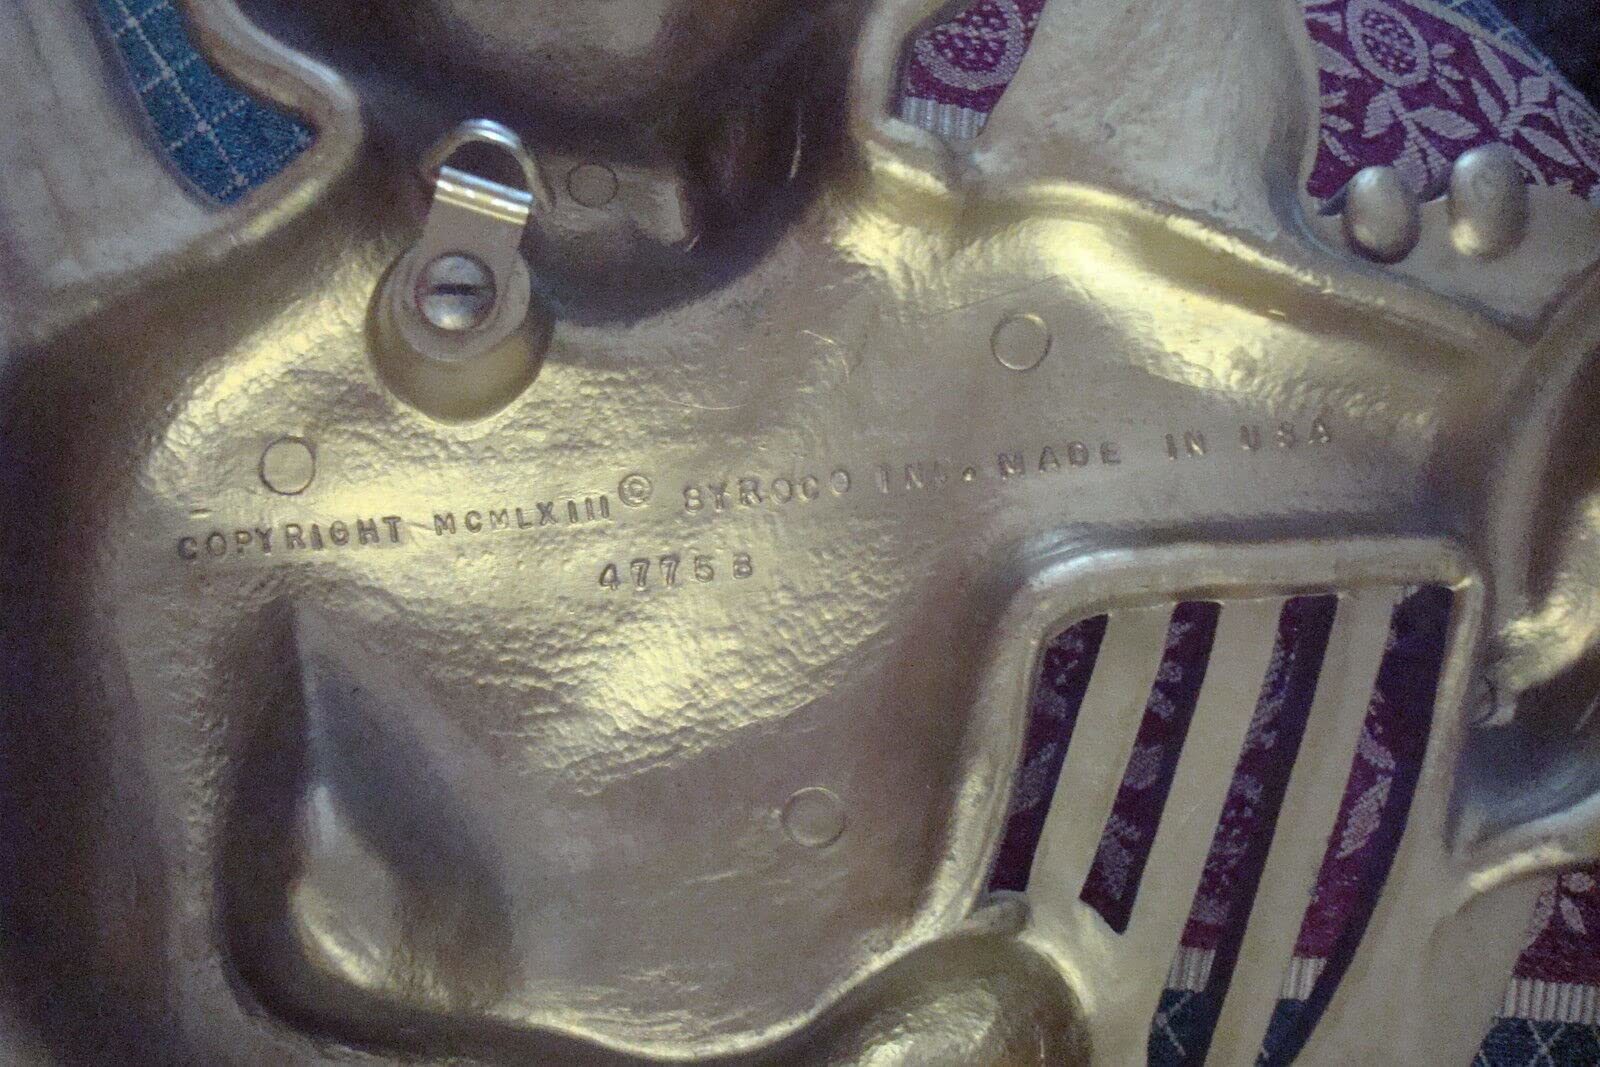 COPYRIGHT MCMLXIII © SYROCO INC. MADE IN USA
4775B